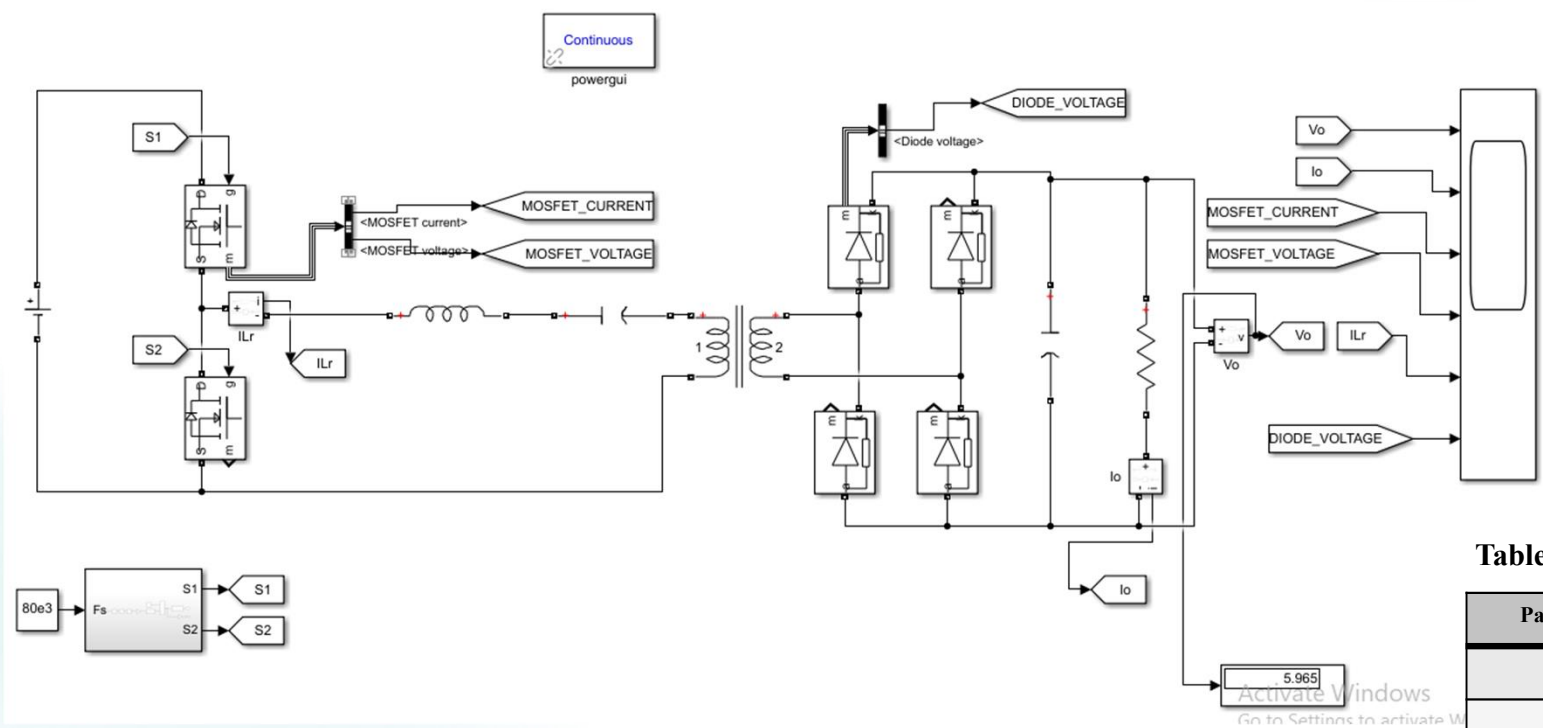 Continuous
powergui
S1
D
g
S
m
<MOSFET current>
<MOSFET voltage>
MOSFET_CURRENT
MOSFET_VOLTAGE
+
i
+
-
ILr
ILr
S2
D
g
S
m
+
+
+
1
2
+
DIODE_VOLTAGE
<Diode voltage>
m
k
a
m
k
a
m
k
a
m
k
a
+
+
Io
+
-
i
Io
+
-
v
Vo
Vo
Vo
Io
MOSFET_CURRENT
MOSFET_VOLTAGE
ILr
DIODE_VOLTAGE
80e3
Fs
S1
S2
S1
S2
5.965
Table
Pa
Activate Windows
Go to Settings to activate W